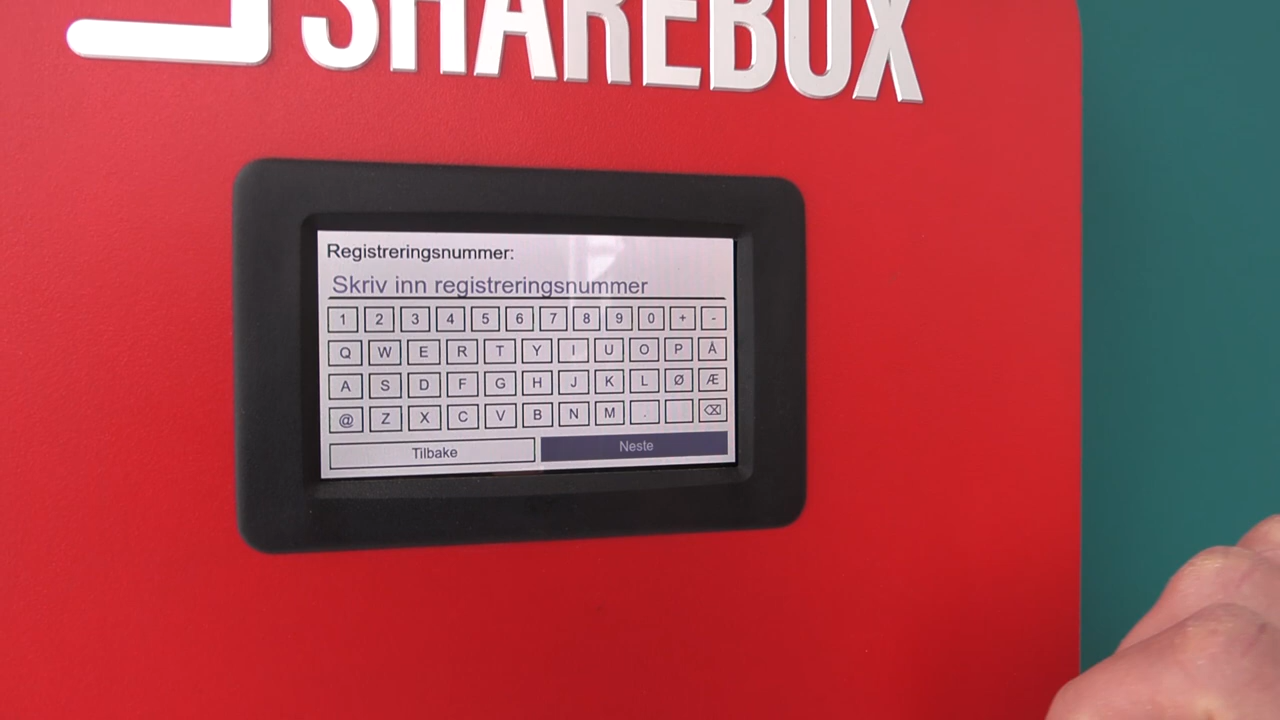 SHAREBOX
Registreringsnummer:
Skriv inn registreringsnummer
1 2 3 4 5 6 7 8 9 0 + -
Q W E R T Y I U O P Å
A S D F G H J K L Ø Æ
@ Z X C V B N M . ⌫
Tilbake Neste